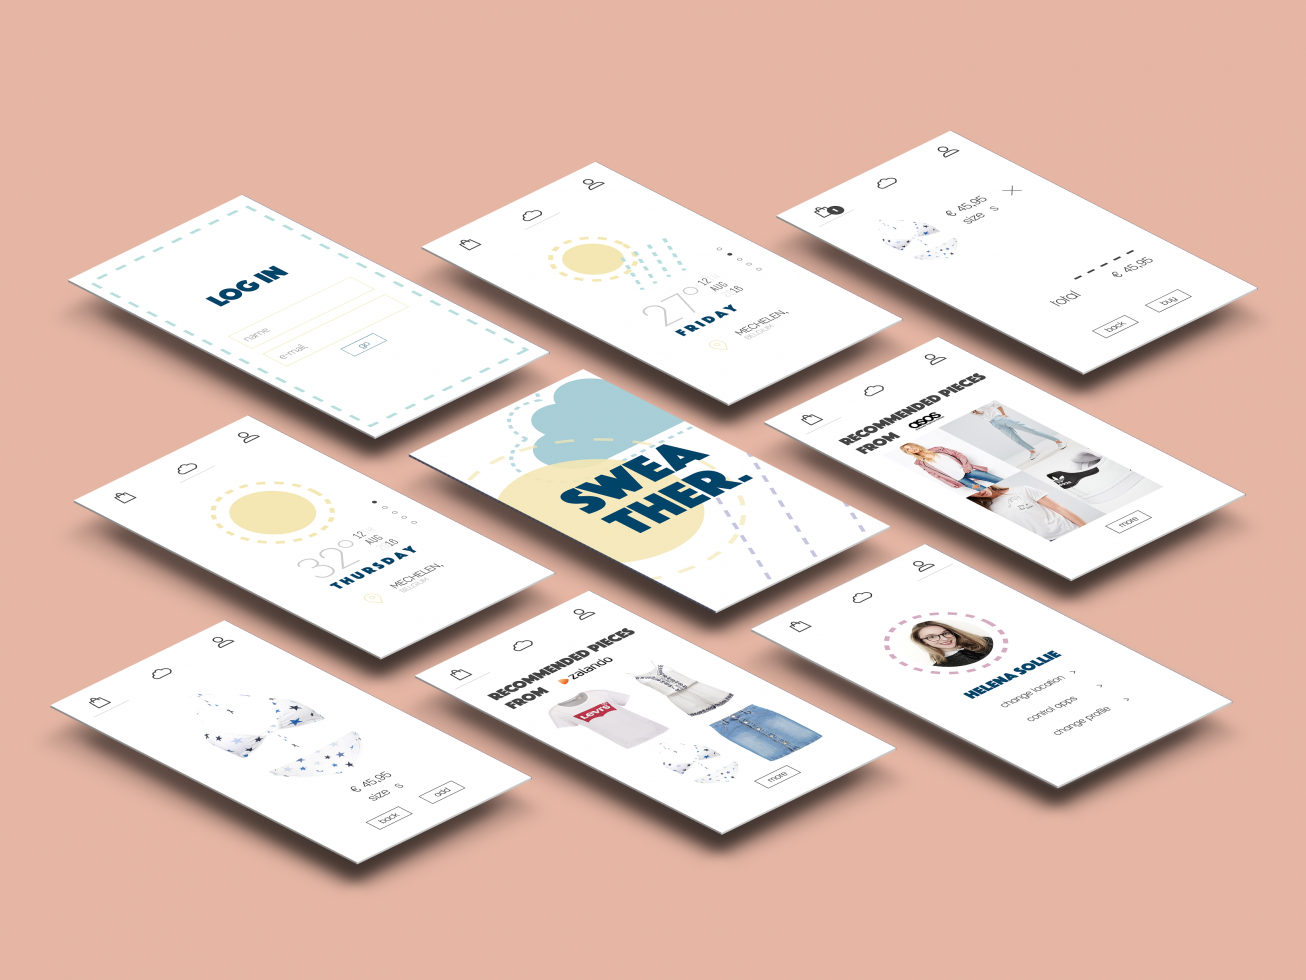 LOG IN
name
e-mail
go
27°
12
AUG
18
FRIDAY
MECHELEN,
BELGIUM
1
€ 45,95
size S
total
€ 45,95
back
buy
32°
12
AUG
18
THURSDAY
MECHELEN,
BELGIUM
SWEA
THER.
RECOMMENDED PIECES
FROM asos
more
€ 45,95
size S
back
add
RECOMMENDED PIECES
FROM zalando
Levi's
more
HELENA SOLLIE
change location >
control apps >
change profile >